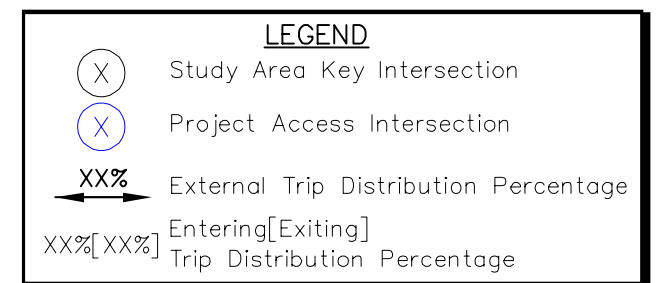 LEGEND
X Study Area Key Intersection
X Project Access Intersection
XX% External Trip Distribution Percentage
XX%[XX%] Entering[Exiting]
Trip Distribution Percentage